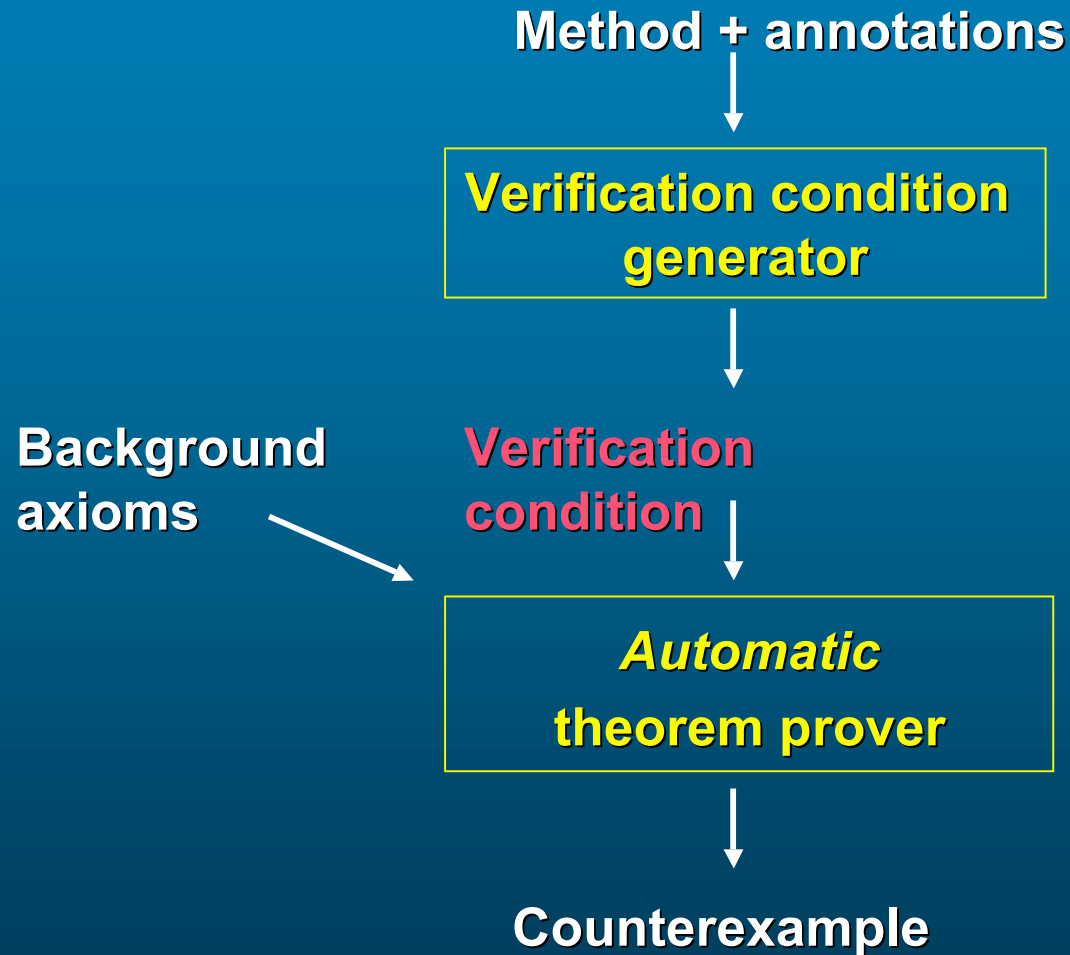 Method + annotations
Verification condition
generator
Background
axioms
Verification
condition
Automatic
theorem prover
Counterexample